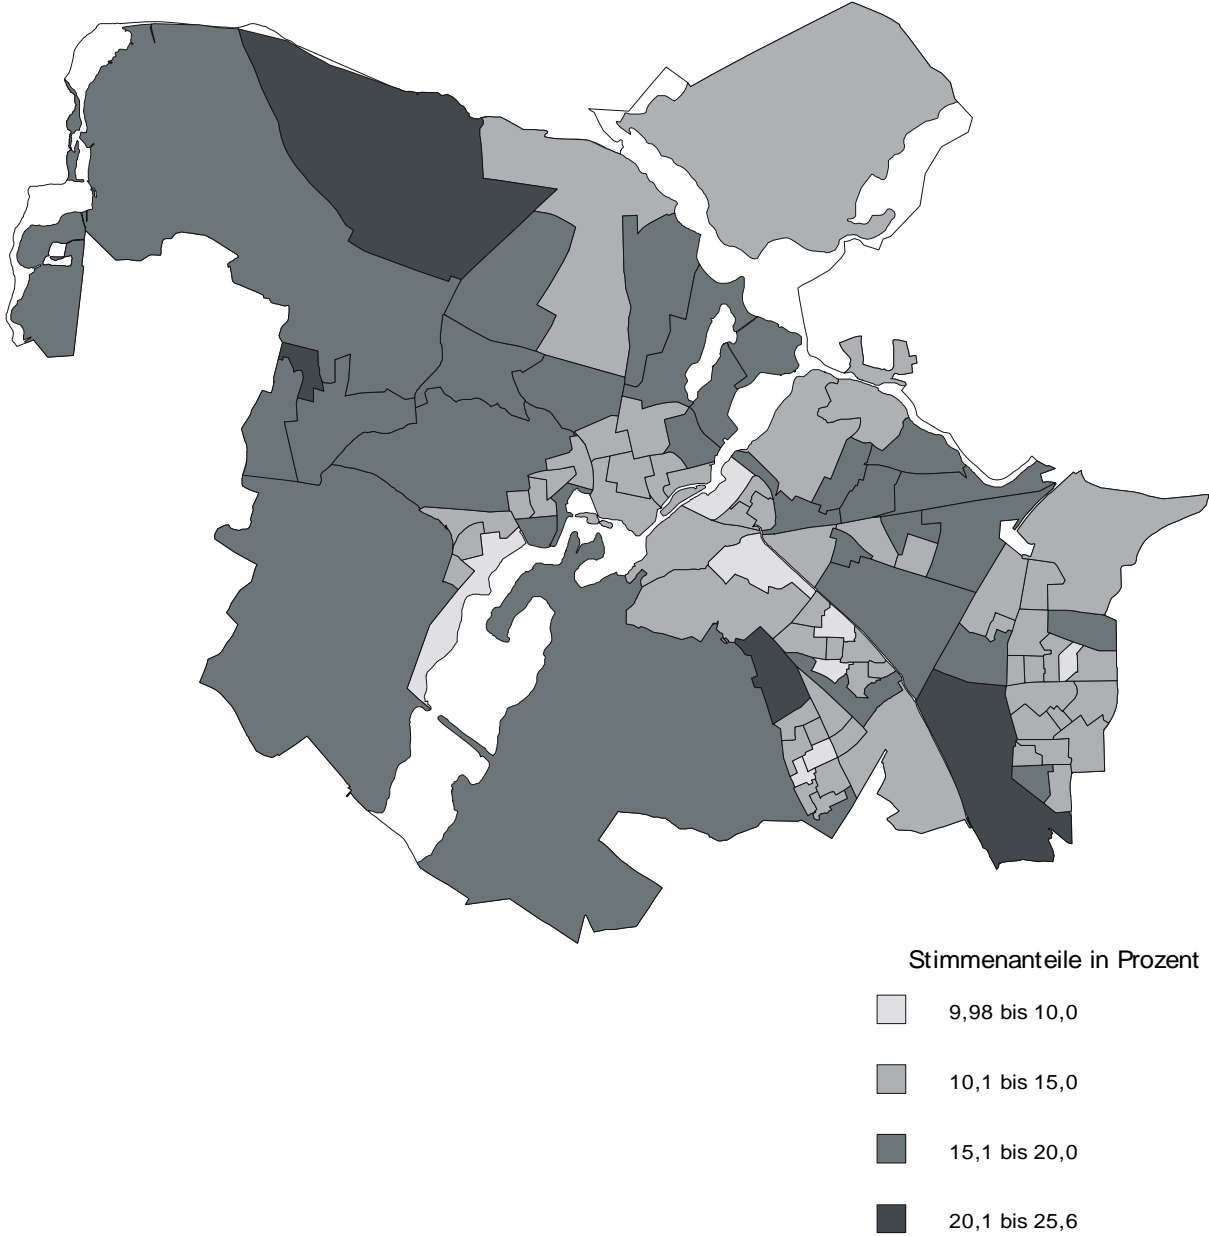 Stimmenanteile in Prozent
9,98 bis 10,0
10,1 bis 15,0
15,1 bis 20,0
20,1 bis 25,6